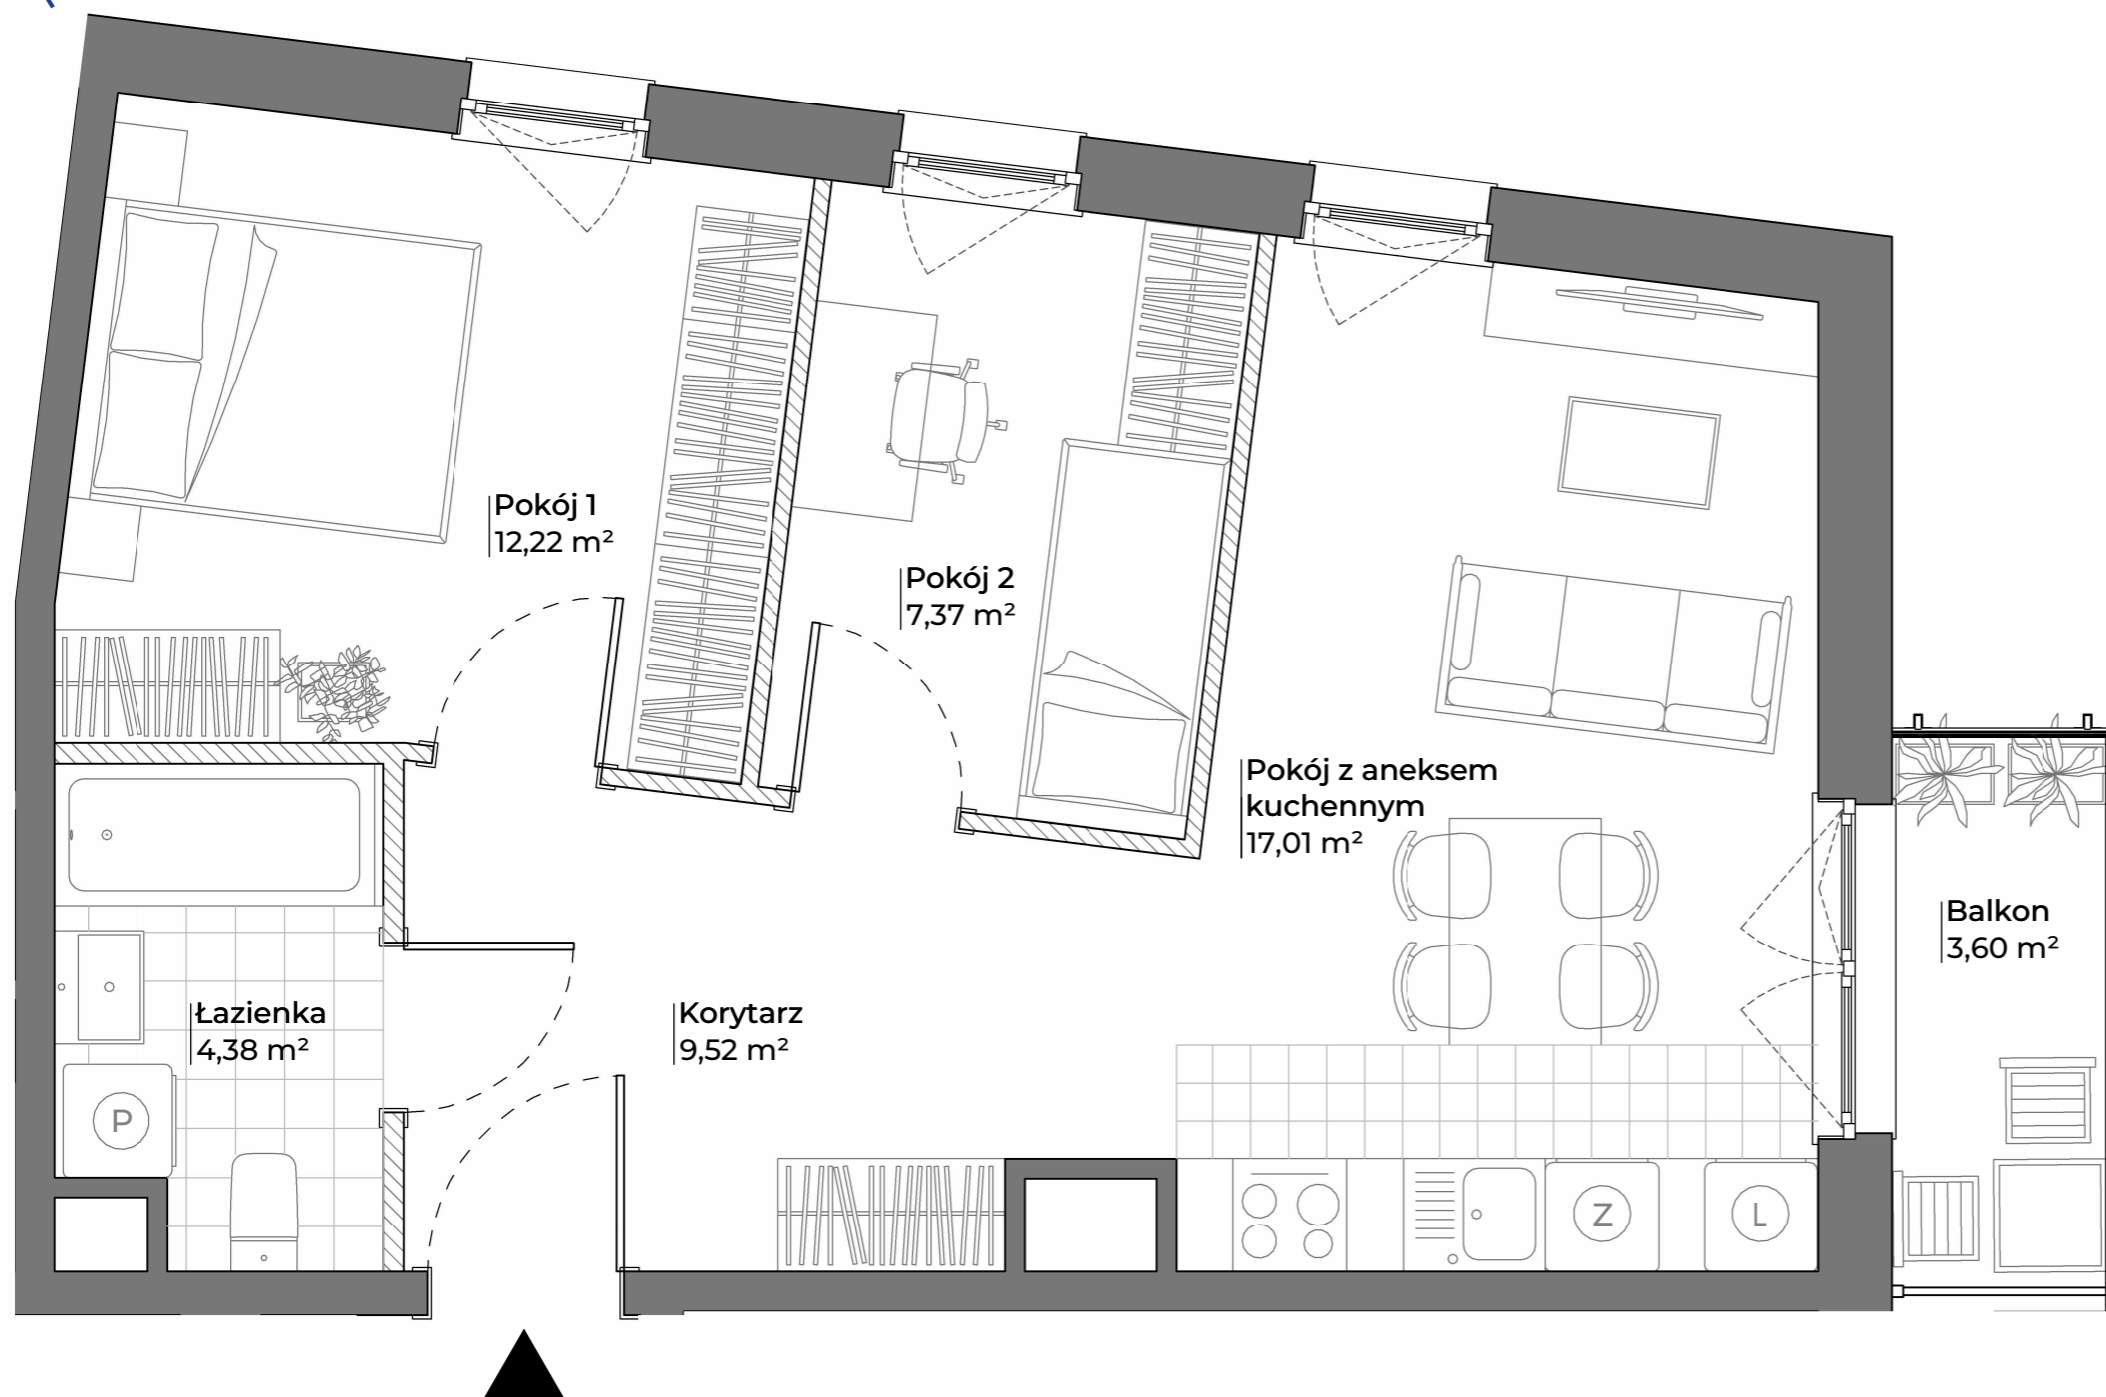 Pokój 1
12,22 m²
Pokój 2
7,37 m²
Pokój z aneksem
kuchennym
17,01 m²
Balkon
3,60 m²
Łazienka
4,38 m²
Korytarz
9,52 m²
P
Z
L